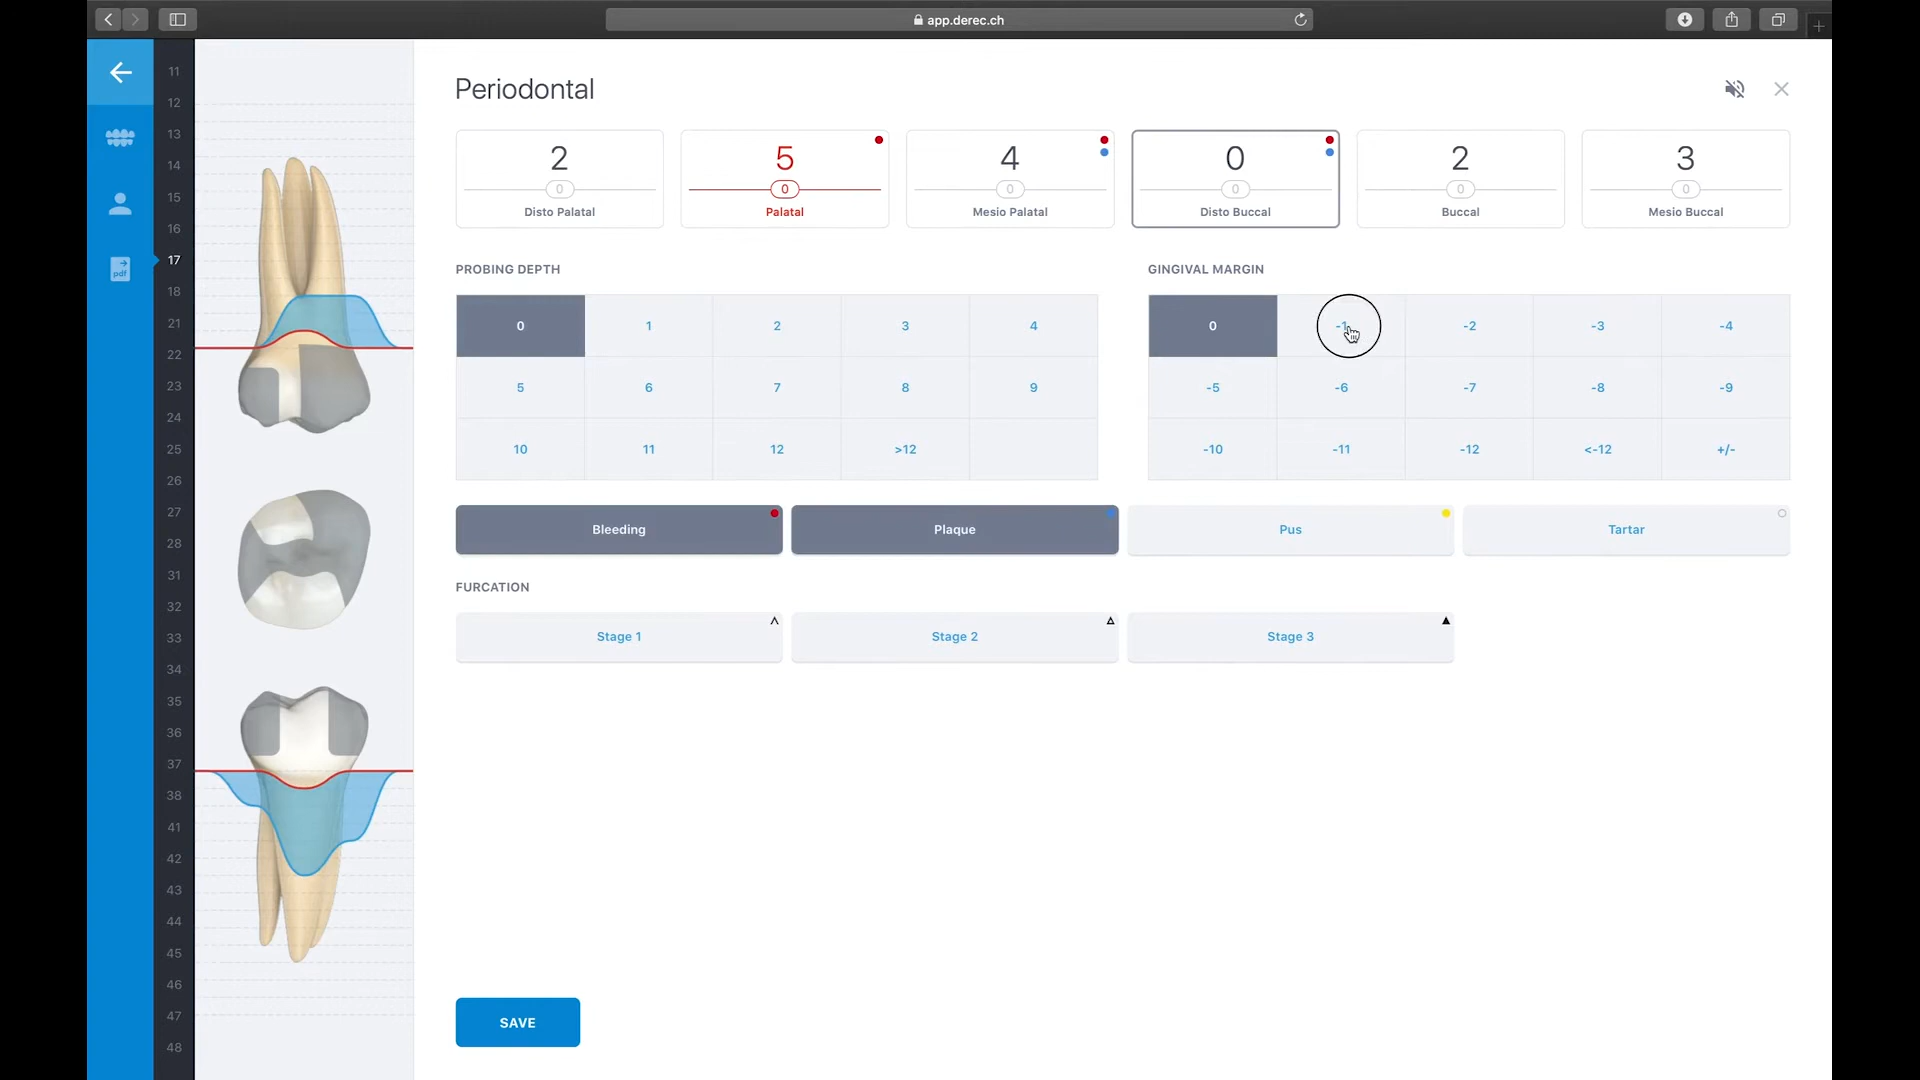 app.derec.ch
pdf
11
12
13
14
15
16
17
18
21
22
23
24
25
26
27
28
31
32
33
34
35
36
37
38
41
42
43
44
45
46
47
48
Periodontal
2 5 4 0 2 3
0 0 0 0 0 0
Disto Palatal Palatal Mesio Palatal Disto Buccal Buccal Mesio Buccal
PROBING DEPTH
0 1 2 3 4
5 6 7 8 9
10 11 12 >12
GINGIVAL MARGIN
0 -1 -2 -3 -4
-5 -6 -7 -8 -9
-10 -11 -12 <-12 +/-
Bleeding Plaque Pus Tartar
FURCATION
Stage 1 Stage 2 Stage 3
SAVE